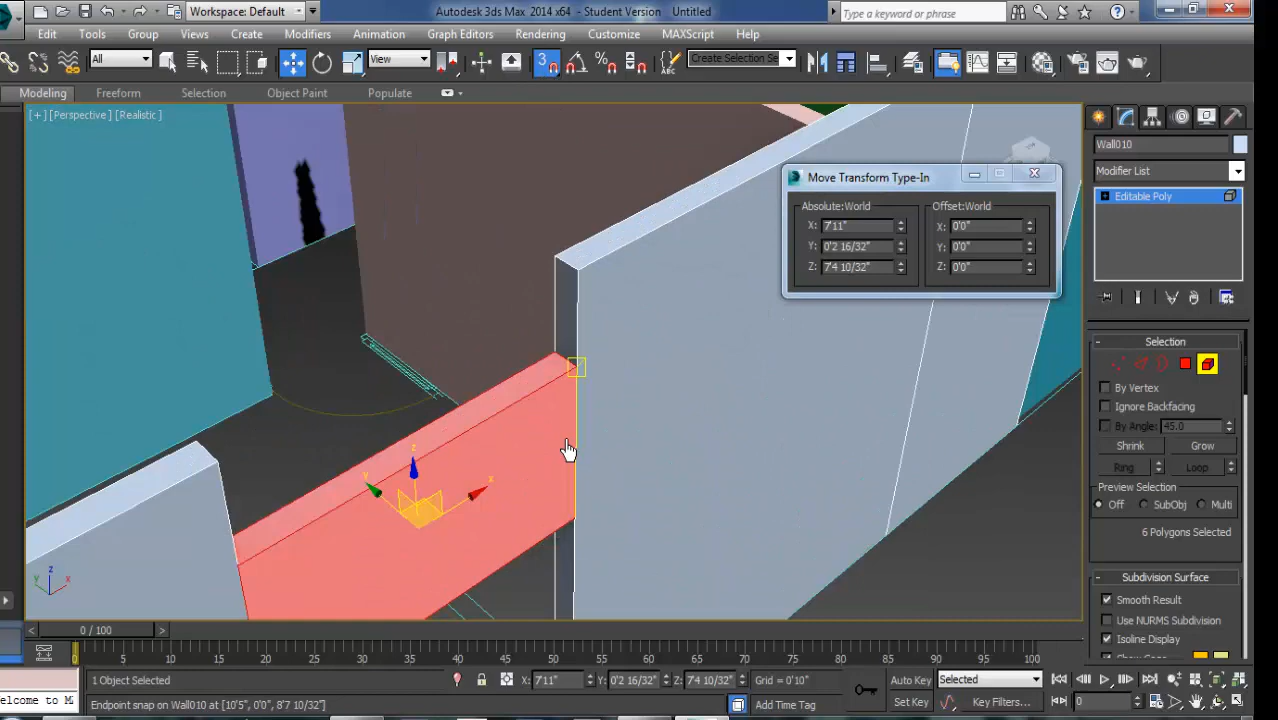 Workspace: Default
Autodesk 3ds Max 2014 x64 - Student Version Untitled
Type a keyword or phrase
Edit Tools Group Views Create Modifiers Animation Graph Editors Rendering Customize MAXScript Help
All View 3 Create Selection Se
Modeling Freeform Selection Object Paint Populate
[+] [Perspective] [Realistic]
Wall010
Modifier List
Editable Poly
Move Transform Type-In
Absolute:World Offset:World
X: 7'11" X: 0'0"
Y: 0'2 16/32" Y: 0'0"
Z: 7'4 10/32" Z: 0'0"
Selection
By Vertex
Ignore Backfacing
By Angle: 45.0
Shrink Grow
Ring Loop
Preview Selection
Off SubObj Multi
6 Polygons Selected
Subdivision Surface
Smooth Result
Use NURMS Subdivision
Isoline Display
z
y x
z
y x
0 / 100
0 5 10 15 20 25 30 35 40 45 50 55 60 65 70 75 80 85 90 95 100
1 Object Selected X: 7'11" Y: 0'2 16/32" Z: 7'4 10/32" Grid = 0'10" Auto Key Selected
elcome to M Endpoint snap on Wall010 at [10'5", 0'0", 8'7 10/32"] Add Time Tag Set Key Key Filters... 0